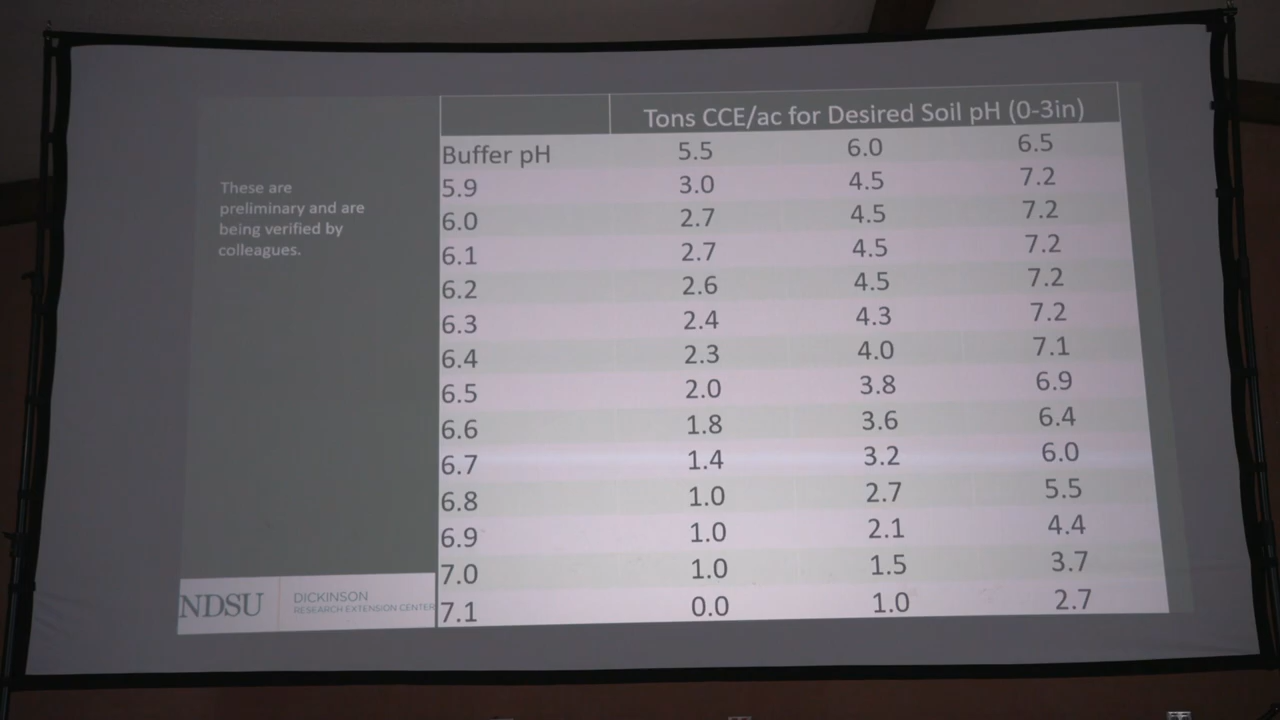 These are
preliminary and are
being verified by
colleagues.
Tons CCE/ac for Desired Soil pH (0-3in)
Buffer pH 5.5 6.0 6.5
5.9 3.0 4.5 7.2
6.0 2.7 4.5 7.2
6.1 2.7 4.5 7.2
6.2 2.6 4.5 7.2
6.3 2.4 4.3 7.2
6.4 2.3 4.0 7.1
6.5 2.0 3.8 6.9
6.6 1.8 3.6 6.4
6.7 1.4 3.2 6.0
6.8 1.0 2.7 5.5
6.9 1.0 2.1 4.4
7.0 1.0 1.5 3.7
7.1 0.0 1.0 2.7
NDSU DICKINSON
RESEARCH EXTENSION CENTER